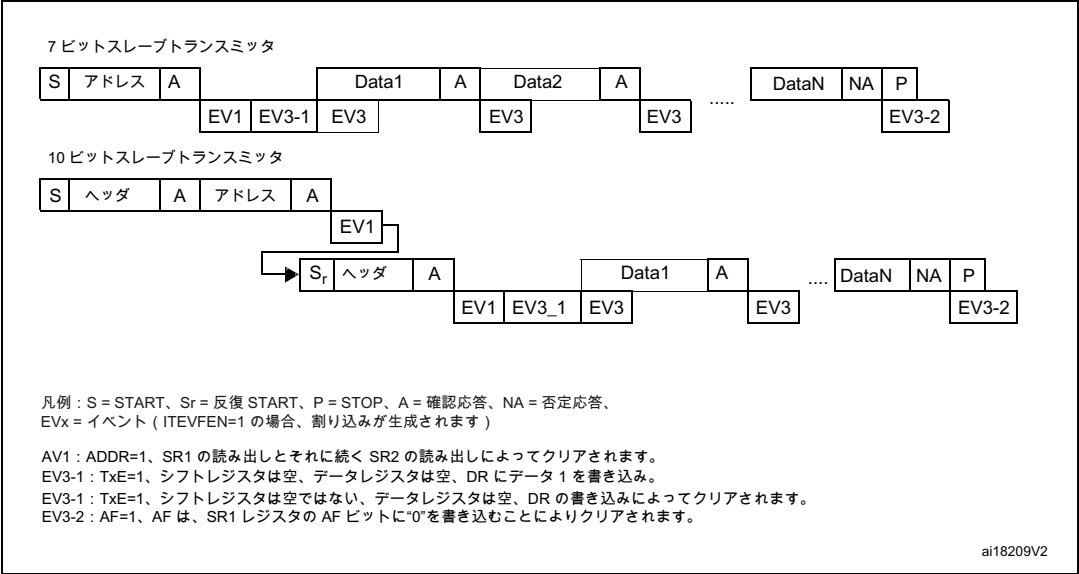 7 ビットスレーブトランスミッタ
S アドレス A Data1 A Data2 A ..... DataN NA P
EV1 EV3-1 EV3 EV3 EV3 EV3-2
10 ビットスレーブトランスミッタ
S ヘッダ A アドレス A
EV1
Sr ヘッダ A Data1 A .... DataN NA P
EV1 EV3_1 EV3 EV3 EV3-2
凡例：S = START、Sr = 反復 START、P = STOP、A = 確認応答、NA = 否定応答、
EVx = イベント ( ITEVFEN=1 の場合、割り込みが生成されます )
AV1：ADDR=1、SR1 の読み出しとそれに続く SR2 の読み出しによってクリアされます。
EV3-1：TxE=1、シフトレジスタは空、データレジスタは空、DR にデータ 1 を書き込み。
EV3-1：TxE=1、シフトレジスタは空ではない、データレジスタは空、DR の書き込みによってクリアされます。
EV3-2：AF=1、AF は、SR1 レジスタの AF ビットに“0”を書き込むことによりクリアされます。
ai18209V2